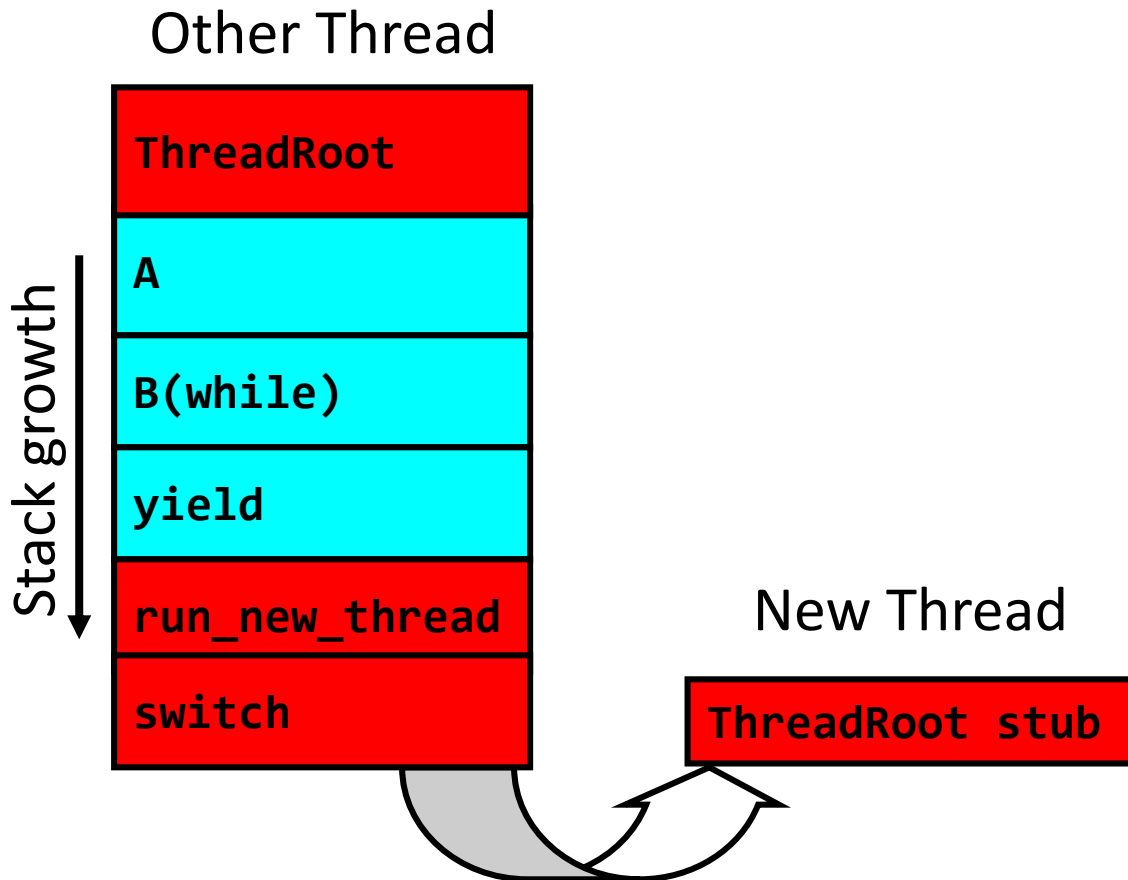 Other Thread
ThreadRoot
A
B(while)
yield
run_new_thread
switch
Stack growth
New Thread
ThreadRoot stub